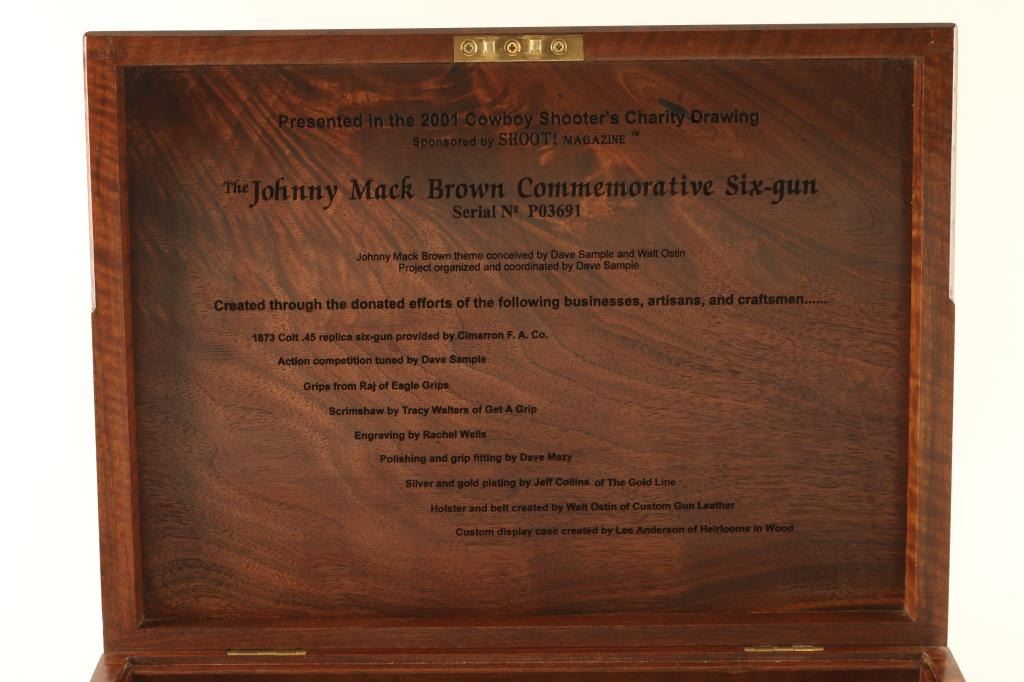 Presented in the 2001 Cowboy Shooter's Charity Drawing
Sponsored by SHOOT! MAGAZINE ™
The Johnny Mack Brown Commemorative Six-gun
Serial Nº P03691
Johnny Mack Brown theme conceived by Dave Sample and Walt Ostin
Project organized and coordinated by Dave Sample
Created through the donated efforts of the following businesses, artisans, and craftsmen......
1873 Colt .45 replica six-gun provided by Cimarron F. A. Co.
Action competition tuned by Dave Sample
Grips from Raj of Eagle Grips
Scrimshaw by Tracy Walters of Get A Grip
Engraving by Rachel Wells
Polishing and grip fitting by Dave Mazy
Silver and gold plating by Jeff Collins of The Gold Line
Holster and belt created by Walt Ostin of Custom Gun Leather
Custom display case created by Lee Anderson of Heirlooms in Wood